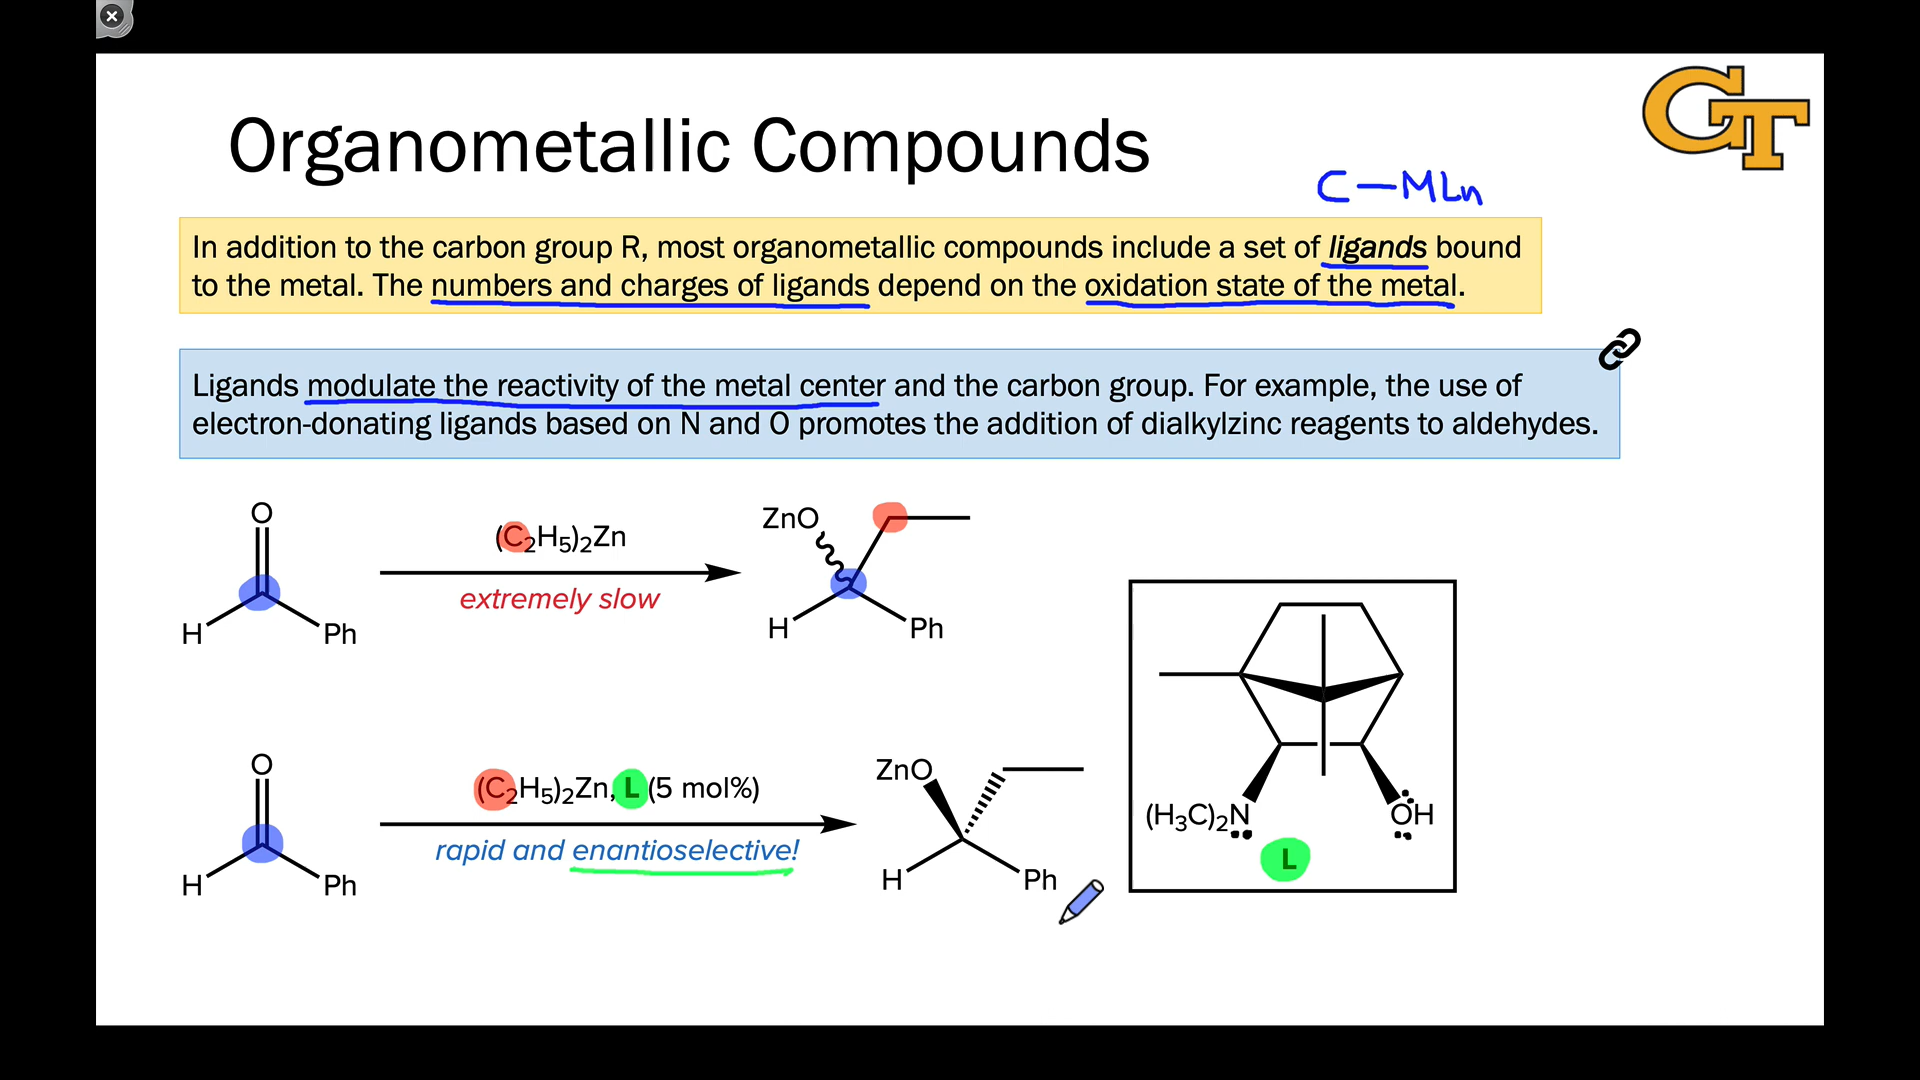 GT
Organometallic Compounds
C—MLn
In addition to the carbon group R, most organometallic compounds include a set of ligands bound
to the metal. The numbers and charges of ligands depend on the oxidation state of the metal.
Ligands modulate the reactivity of the metal center and the carbon group. For example, the use of
electron-donating ligands based on N and O promotes the addition of dialkylzinc reagents to aldehydes.
O
H
Ph
(C₂H₅)₂Zn
extremely slow
ZnO
H
Ph
O
H
Ph
(C₂H₅)₂Zn, L (5 mol%)
rapid and enantioselective!
ZnO
H
Ph
(H₃C)₂N
OH
L